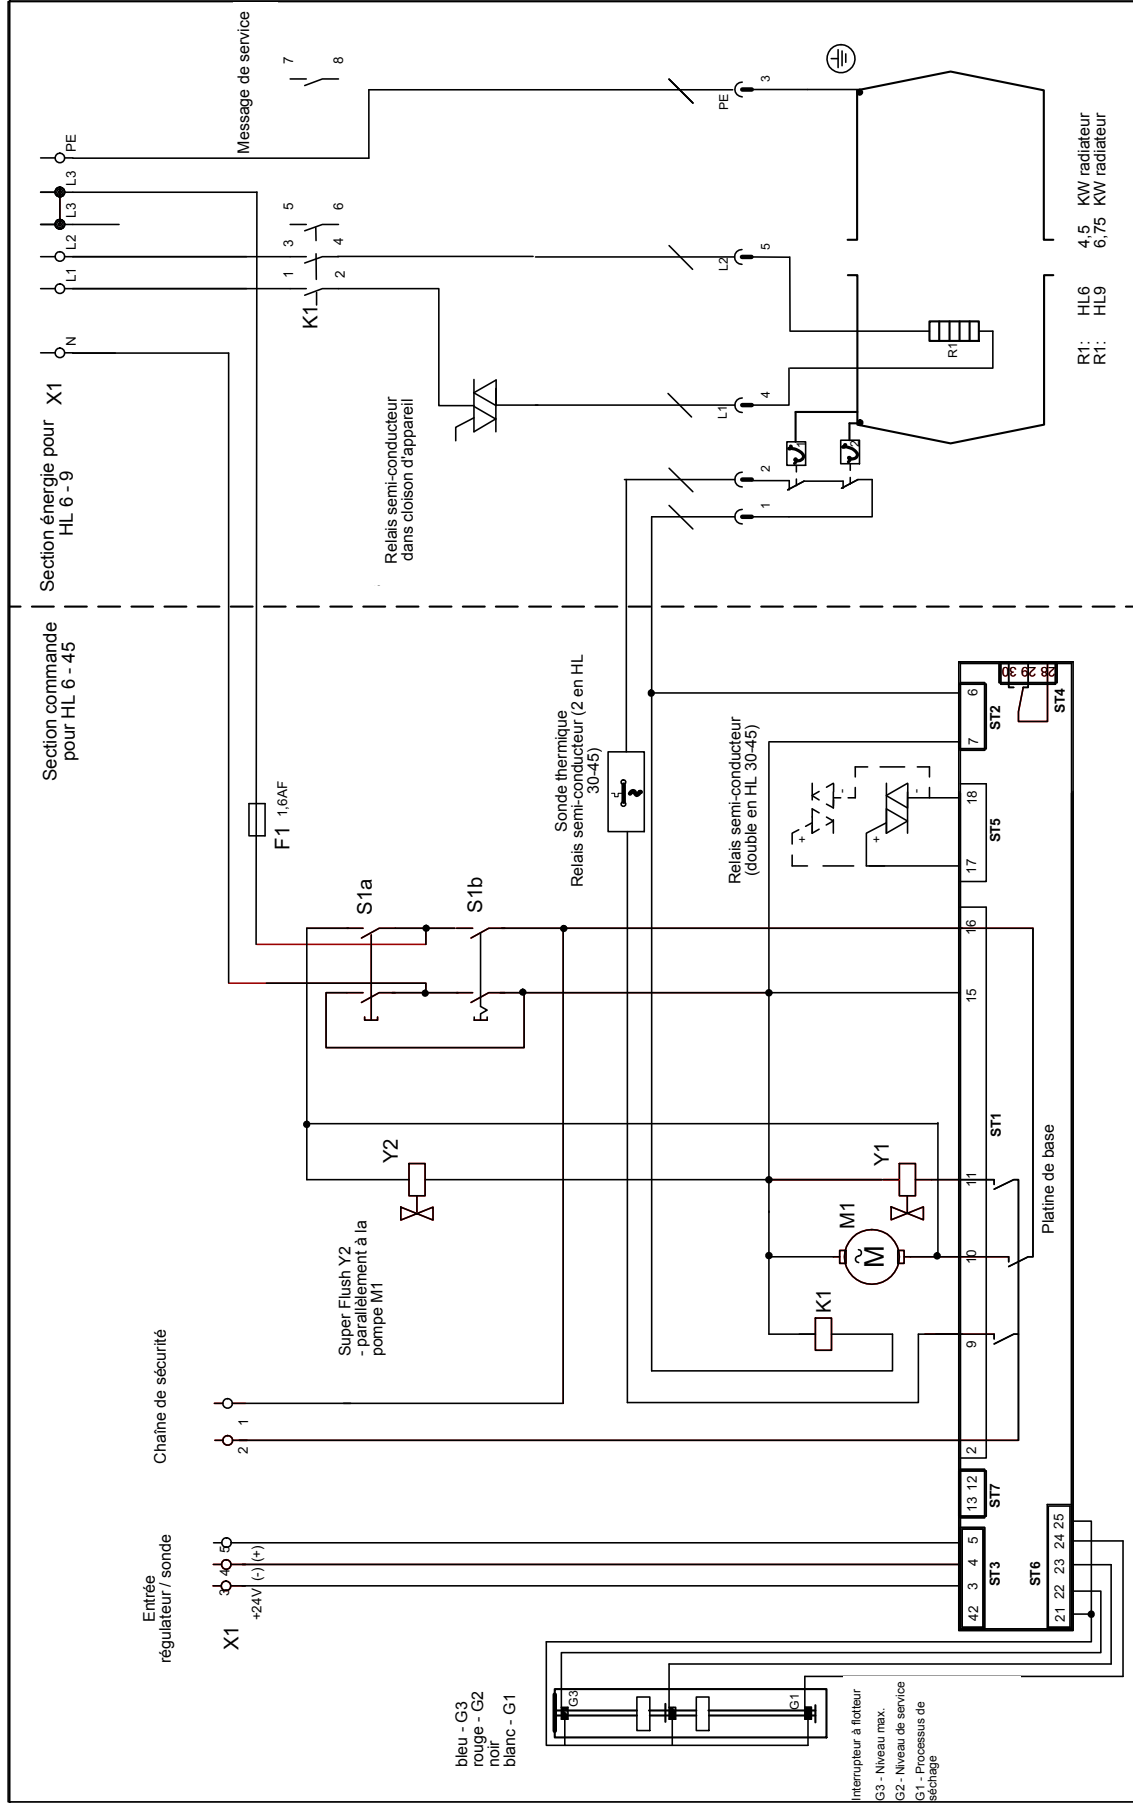 Entrée
régulateur / sonde
X1
3
4
5
+24V
(-)
(+)
Chaîne de sécurité
2
1
Section commande
pour HL 6 - 45
Section énergie pour
HL 6 - 9
X1
N
L1
L2
L3
L3
PE
Message de service
F1
1,6AF
K1
1
3
5
7
2
4
6
8
S1a
S1b
Super Flush Y2
- parallèlement à la
pompe M1
Y2
Relais semi-conducteur
dans cloison d'appareil
bleu - G3
rouge - G2
noir
blanc - G1
G3
G1
Sonde thermique
Relais semi-conducteur (2 en HL
30-45)
Relais semi-conducteur
(double en HL 30-45)
+
-
+
-
K1
M1
M
~
Y1
1
2
L1
4
L2
5
PE
3
1
2
R1
Interrupteur à flotteur
G3 - Niveau max.
G2 - Niveau de service
G1 - Processus de
séchage
42
3
4
5
ST3
13
12
ST7
2
9
10
11
15
16
ST1
17
18
ST5
7
6
ST2
28
29
30
ST4
21
22
23
24
25
ST6
Platine de base
R1: HL6 4,5 KW radiateur
R1: HL9 6,75 KW radiateur